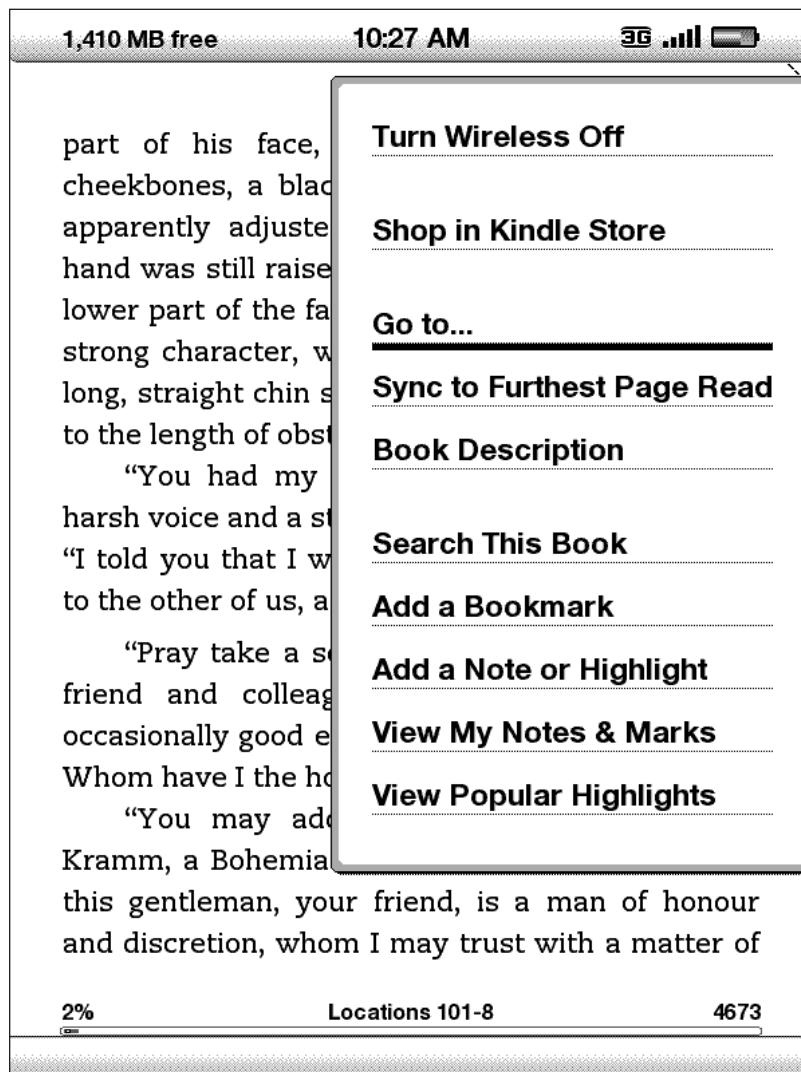 1,410 MB free 10:27 AM 3G
part of his face,
cheekbones, a blac
apparently adjuste
hand was still raise
lower part of the fa
strong character, w
long, straight chin s
to the length of obst
“You had my
harsh voice and a st
“I told you that I w
to the other of us, a
“Pray take a se
friend and colleag
occasionally good e
Whom have I the ho
“You may add
Kramm, a Bohemia
this gentleman, your friend, is a man of honour
and discretion, whom I may trust with a matter of
Turn Wireless Off
Shop in Kindle Store
Go to...
Sync to Furthest Page Read
Book Description
Search This Book
Add a Bookmark
Add a Note or Highlight
View My Notes & Marks
View Popular Highlights
2% Locations 101-8 4673